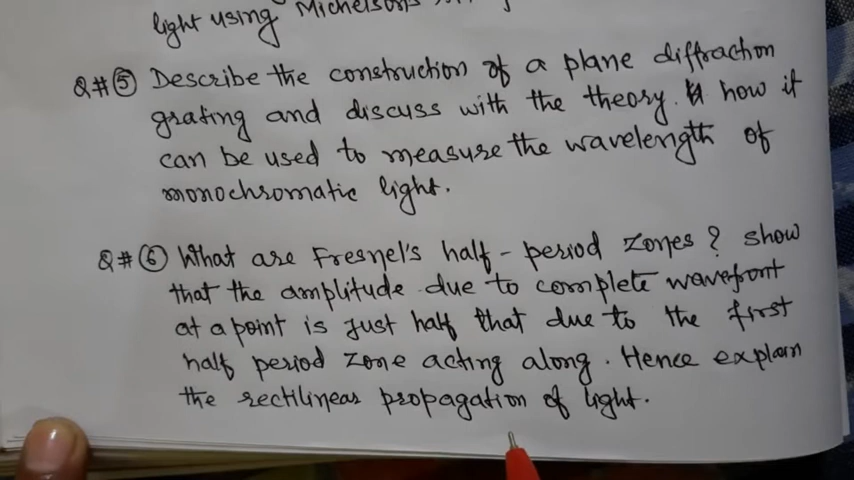 light using Michelson's
Q#⑤ Describe the construction of a plane diffraction
grating and discuss with the theory. how it
can be used to measure the wavelength of
monochromatic light.
Q#⑥ What are Fresnel's half-period zones? show
that the amplitude due to complete wavefront
at a point is just half that due to the first
half period zone acting along. Hence explain
the rectilinear propagation of light.